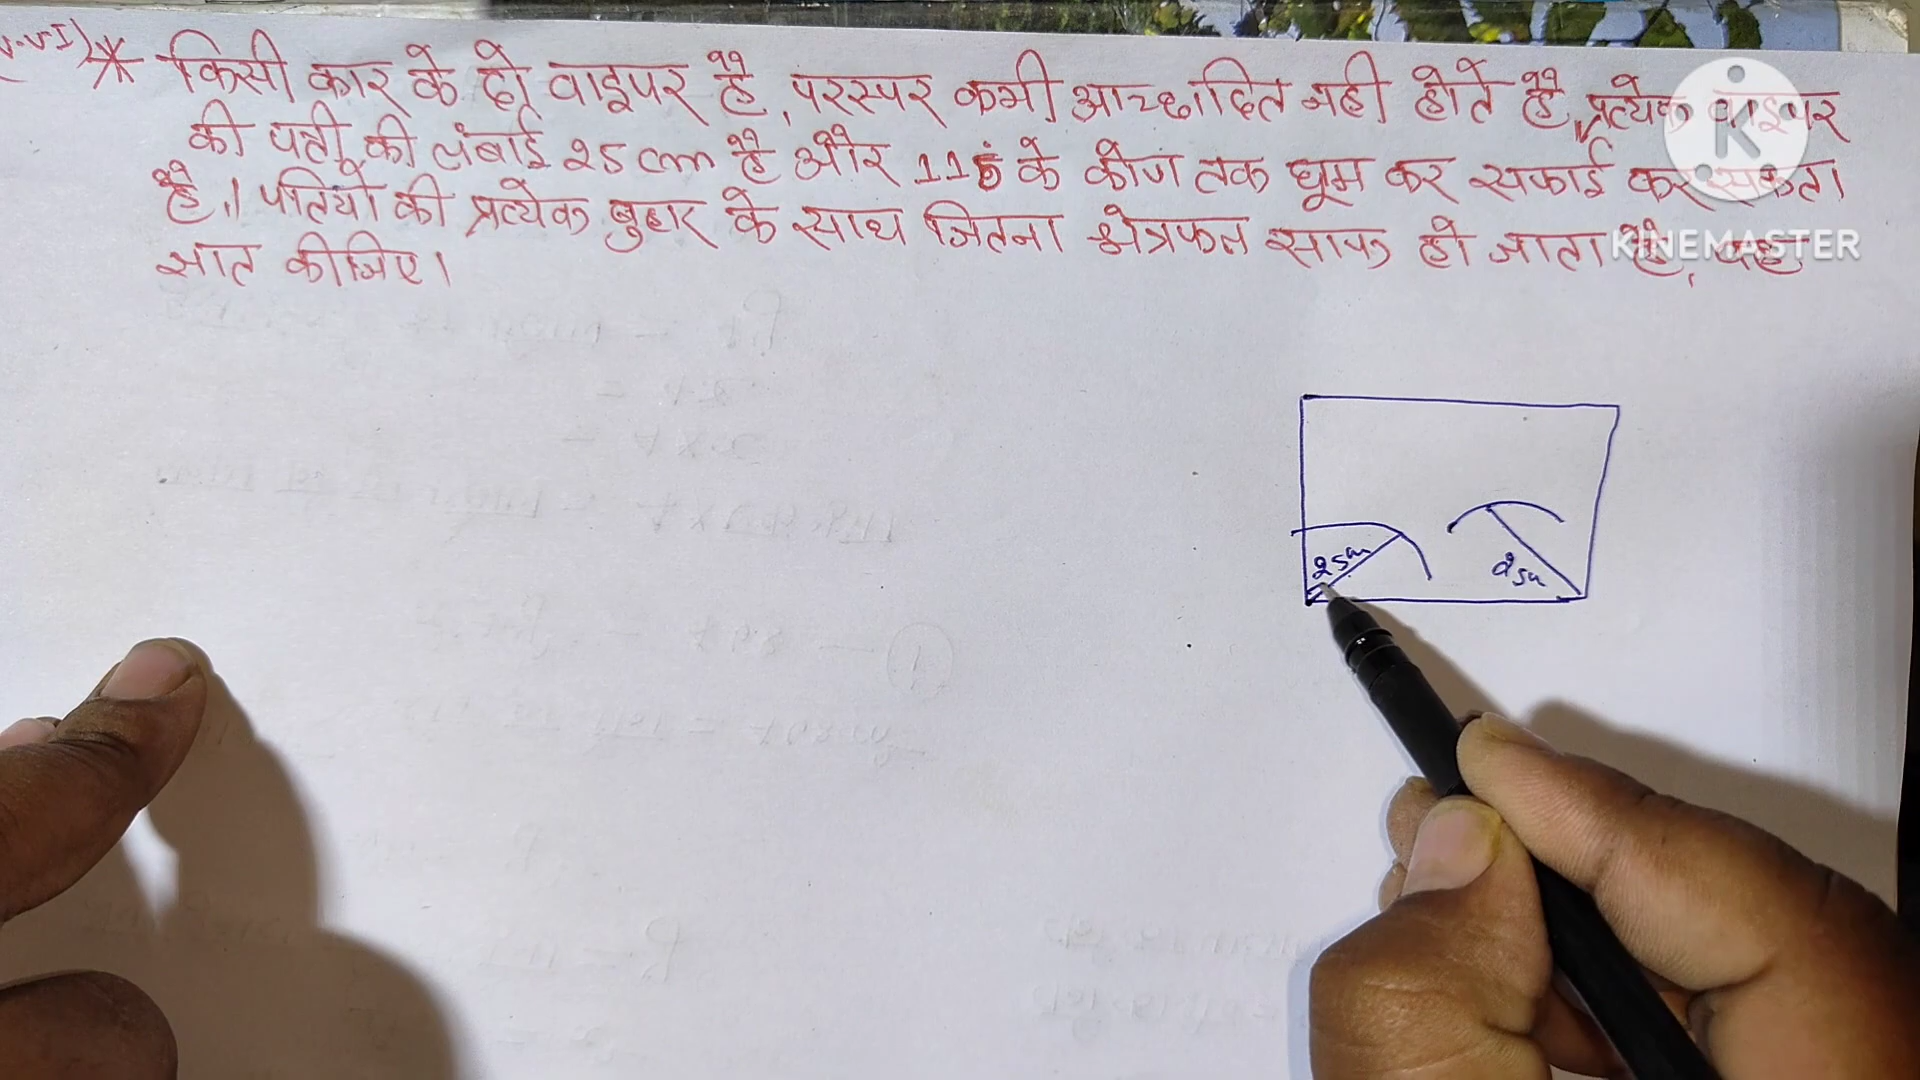 V.V.I) * किसी कार के दो वाइपर है, परस्पर कभी आच्छादित नही होते है, प्रत्येक वाइपर
की पत्ती की लंबाई 25 cm है और 115° के कोण तक घूम कर सफाई कर सकता
है। पतियो की प्रत्येक बुहार के साथ जितना क्षेत्रफल साफ हो जाता है, वह
ज्ञात कीजिए।
K
KINEMASTER
25cm
25cm